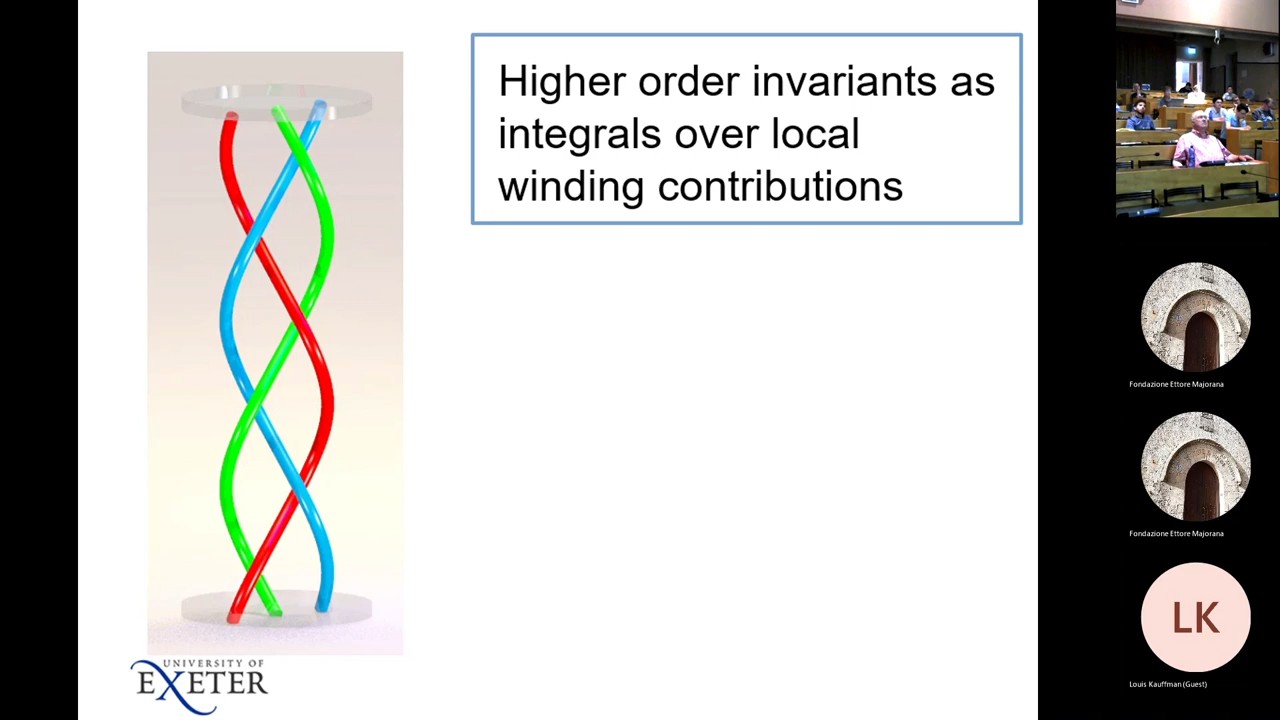 Higher order invariants as
integrals over local
winding contributions
UNIVERSITY OF
EXETER
Fondazione Ettore Majorana
Fondazione Ettore Majorana
LK
Louis Kauffman (Guest)